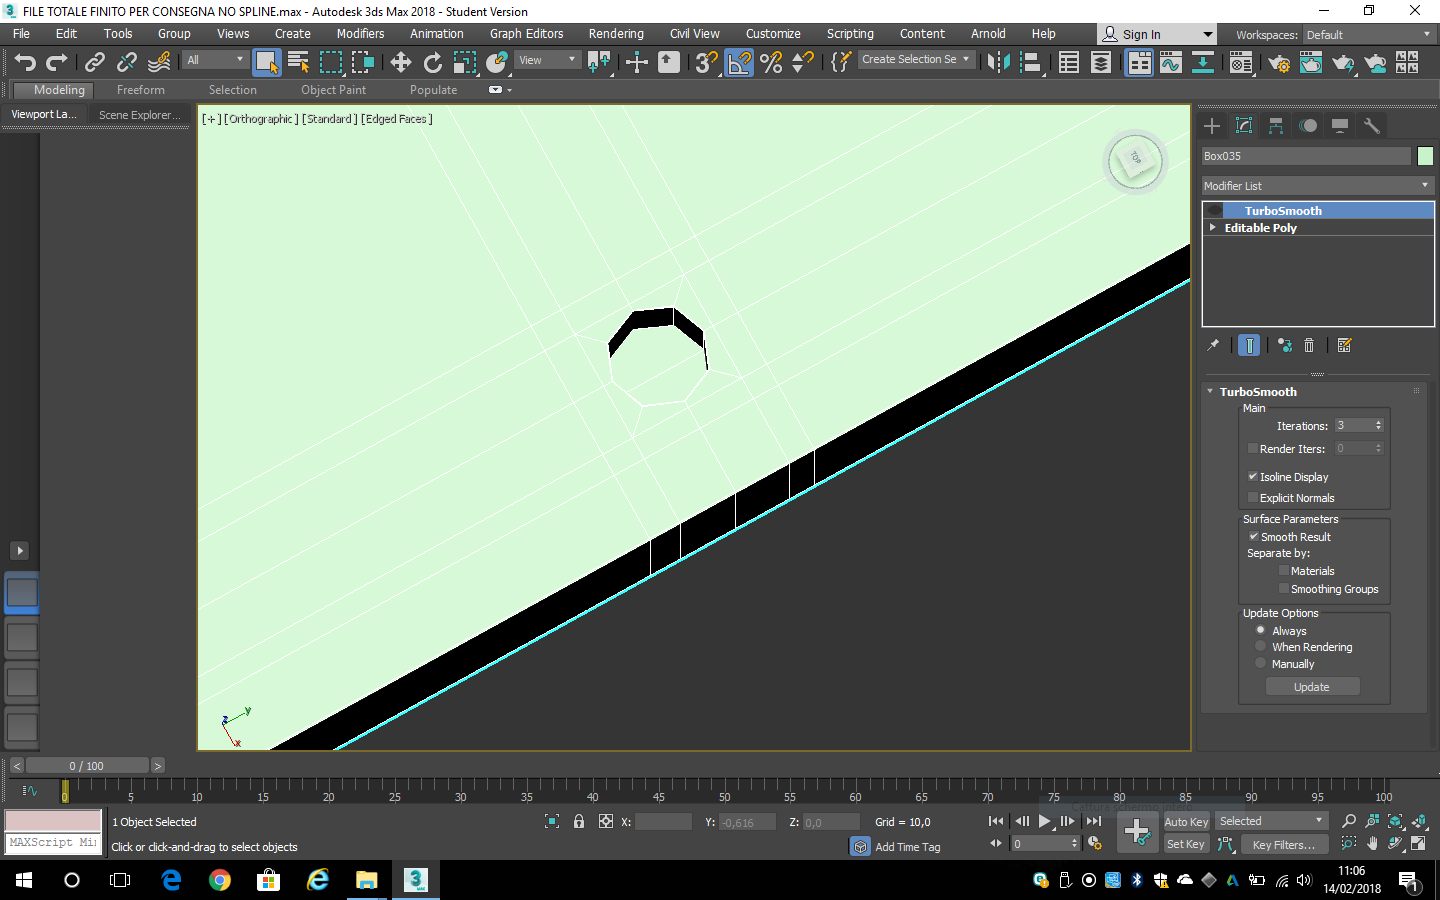 FILE TOTALE FINITO PER CONSEGNA NO SPLINE.max - Autodesk 3ds Max 2018 - Student Version
File Edit Tools Group Views Create Modifiers Animation Graph Editors Rendering Civil View Customize Scripting Content Arnold Help Sign In Workspaces: Default
All View Create Selection Se
Modeling Freeform Selection Object Paint Populate
Viewport La... Scene Explorer...
[+] [Orthographic] [Standard] [Edged Faces]
TOP
Box035
Modifier List
TurboSmooth
Editable Poly
TurboSmooth
Main
Iterations: 3
Render Iters: 0
Isoline Display
Explicit Normals
Surface Parameters
Smooth Result
Separate by:
Materials
Smoothing Groups
Update Options
Always
When Rendering
Manually
Update
z y x
< 0 / 100 >
0 5 10 15 20 25 30 35 40 45 50 55 60 65 70 75 80 85 90 95 100
Cattura schermo intero
1 Object Selected X: Y: -0,616 Z: 0,0 Grid = 10,0 Auto Key Selected
MAXScript Mi
Click or click-and-drag to select objects Add Time Tag 0 Set Key Key Filters...
11:06
14/02/2018
1